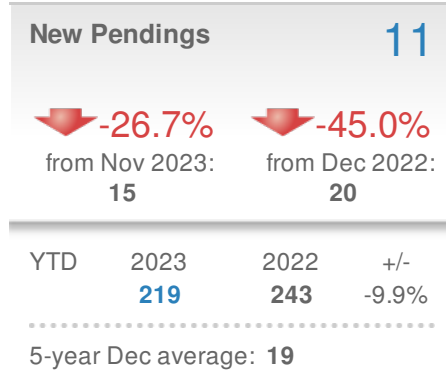 New Pendings 11
-26.7% -45.0%
from Nov 2023: from Dec 2022:
15 20
YTD 2023 2022 +/-
219 243 -9.9%
5-year Dec average: 19